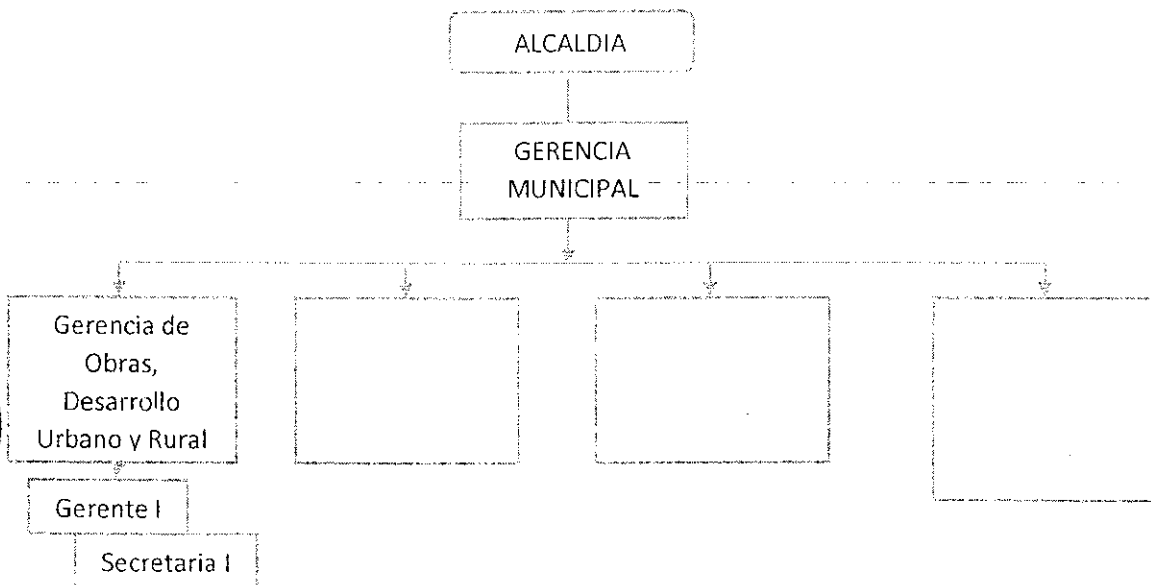 ALCALDIA
GERENCIA
MUNICIPAL
Gerencia de
Obras,
Desarrollo
Urbano y Rural
Gerente I
Secretaria I